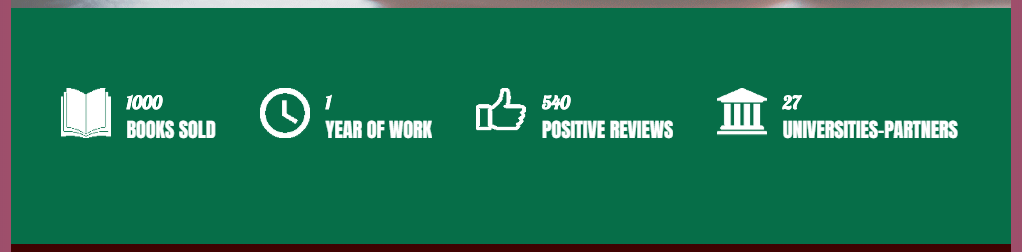 1000
BOOKS SOLD
1
YEAR OF WORK
540
POSITIVE REVIEWS
27
UNIVERSITIES-PARTNERS